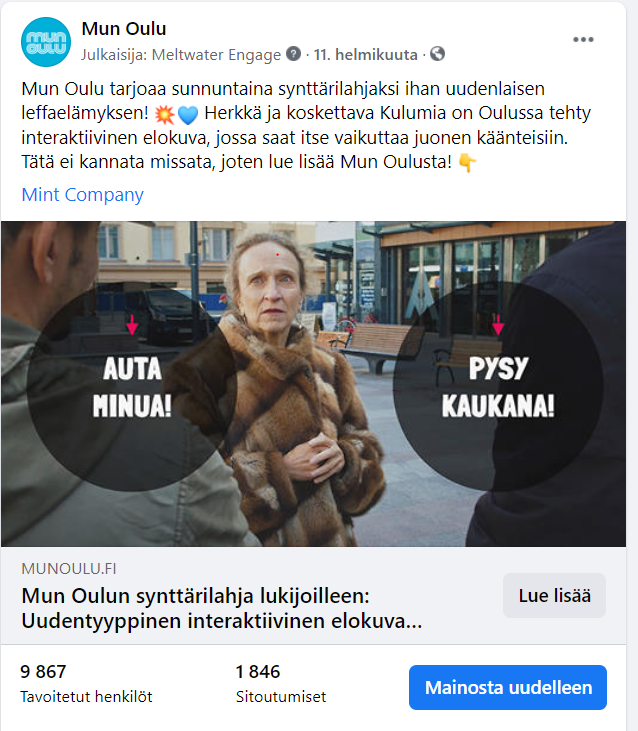 mun
oulu
Mun Oulu
Julkaisija: Meltwater Engage ? · 11. helmikuuta ·
Mun Oulu tarjoaa sunnuntaina synttärilahjaksi ihan uudenlaisen
leffaelämyksen! 💥💙 Herkkä ja koskettava Kulumia on Oulussa tehty
interaktiivinen elokuva, jossa saat itse vaikuttaa juonen käänteisiin.
Tätä ei kannata missata, joten lue lisää Mun Oulusta! 👇
Mint Company
AUTA
MINUA!
PYSY
KAUKANA!
MUNOULU.FI
Mun Oulun synttärilahja lukijoilleen:
Uudentyyppinen interaktiivinen elokuva...
Lue lisää
9 867
Tavoitetut henkilöt
1 846
Sitoutumiset
Mainosta uudelleen